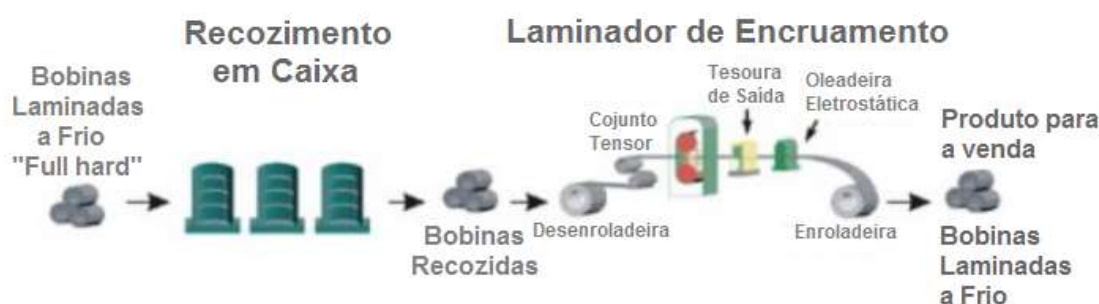 Recozimento
em Caixa
Laminador de Encruamento
Bobinas
Laminadas
a Frio
"Full hard"
Bobinas
Recozidas
Desenroladeira
Cojunto
Tensor
Tesoura
de Saída
Oleadeira
Eletrostática
Enroladeira
Produto para
a venda
Bobinas
Laminadas
a Frio